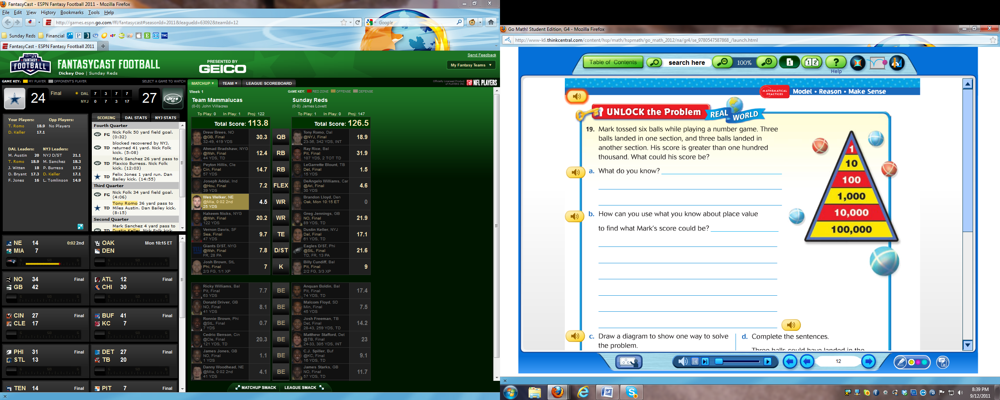 FantasyCast - ESPN Fantasy Football 2011 - Mozilla Firefox
File Edit View History Bookmarks Tools Help
http://games.espn.go.com/ffl/fantasycast#seasonId=2011&leagueId=63092&teamId=12
Google
Sunday Reds Financial
FantasyCast - ESPN Fantasy Football 2011
ESPN FANTASY FOOTBALL
FANTASYCAST FOOTBALL
Dickey Doo | Sunday Reds
PRESENTED BY
GEICO
Send Feedback
My Fantasy Teams
GAME KEY: MY PLAYER OPPONENT'S PLAYER
SELECT A GAME TO WATCH
24 Final 27
DAL 7 3 7 7
NYJ 0 7 3 17
Your Players: Opp Players:
T. Romo 18.9 No Players
D. Keller 17.1
DAL Leaders: NYJ Leaders:
M. Austin 20 NYJ D/ST 21.1
T. Romo 18.9 M. Sanchez 18.3
J. Witten 18 P. Burress 17.2
D. Bryant 17.3 D. Keller 17.1
F. Jones 16 L. Tomlinson 14.9
SCORING DAL STATS NYJ STATS
Fourth Quarter
FG Nick Folk 50 yard field goal.
(0:32)
blocked recovered by NYJ,
TD returned 41 yard. Nick Folk
kick. (5:08)
Mark Sanchez 26 yard pass to
TD Plaxico Burress. Nick Folk
kick. (12:03)
TD Felix Jones 1 yard run. Dan
Bailey kick. (14:55)
Third Quarter
FG Nick Folk 34 yard field goal.
(4:06)
Tony Romo 36 yard pass to
TD Miles Austin. Dan Bailey kick.
(8:15)
Second Quarter
Mark Sanchez 4 yard pass to
TD Dustin Keller. Nick Folk kick
NE 14 0:02 2nd
MIA 7
OAK Mon 10:15 ET
DEN
NO 34 Final
GB 42
ATL 12 Final
CHI 30
CIN 27 Final
CLE 17
BUF 41 Final
KC 7
PHI 31 Final
STL 13
DET 27 Final
TB 20
TEN 14 Final
PIT 7 Final
MATCHUP TEAM LEAGUE SCOREBOARD
Officially Licensed Product
of PLAYERS INC
NFL PLAYERS
Week 1
GAME KEY: RED ZONE OFFENSE DEFENSE
Team Mammalucas
(0-0) John Villacres
To Play: 0 In Play: 1 Proj: 122
Total Score: 113.8
Sunday Reds
(0-0) James Lovett
To Play: 1 In Play: 0 Proj: 147
Total Score: 126.5
Drew Brees, NO
@GB, Final
32-49, 419 YDS
30.3 QB
Tony Romo, Dal
@NYJ, Final
23-36, 342 YDS, INT
18.9
Ahmad Bradshaw, NYG
@Wsh, Final
44 YDS, TD
12.4 RB
Ray Rice, Bal
Pit, Final
107 YDS, 2 TOT TD
31.9
Peyton Hillis, Cle
Cin, Final
57 YDS
14.7 RB
LeGarrette Blount, TB
Det, Final
15 YDS
1.5
Joseph Addai, Ind
@Hou, Final
39 YDS
7.2 FLEX
DeAngelo Williams, Car
@Ari, Final
30 YDS
4.6
Wes Welker, NE
@Mia, 0:02 2nd
25 YDS
4.5 WR
Brandon Lloyd, Den
Oak, Mon 10:15 ET
0
Hakeem Nicks, NYG
@Wsh, Final
122 YDS
20.2 WR
Greg Jennings, GB
NO, Final
89 YDS, TD
21.9
Vernon Davis, SF
Sea, Final
47 YDS
9.7 TE
Dustin Keller, NYJ
Dal, Final
61 YDS, TD
17.1
Giants D/ST, NYG
@Wsh, Final
FR, 28 PA
7.8 D/ST
Eagles D/ST, Phi
@StL, Final
TD, FR, 13 PA
21.6
Josh Brown, StL
Phi, Final
2/3 FG, 1/1 XP
7 K
Billy Cundiff, Bal
Pit, Final
2/2 FG, 3/3 XP
9
Ricky Williams, Bal
Pit, Final
63 YDS
7.7 BE
Anquan Boldin, Bal
Pit, Final
74 YDS, TD
17.4
Donald Driver, GB
NO, Final
41 YDS
8.1 BE
Malcom Floyd, SD
Min, Final
45 YDS
7.5
Ronnie Brown, Phi
@StL, Final
7 YDS
0.7 BE
Josh Freeman, TB
Det, Final
28-43, 259 YDS, TD
14.2
Cedric Benson, Cin
@Cle, Final
121 YDS, TD
20.3 BE
Matthew Stafford, Det
@TB, Final
24-33, 305 YDS, INT
23
James Jones, GB
NO, Final
1 YDS
1.1 BE
C.J. Spiller, Buf
@KC, Final
16 YDS, TD
9.1
Danny Woodhead, NE
@Mia, 0:02 2nd
41 YDS
4.1 BE
James Starks, GB
NO, Final
57 YDS, TD
11.7
MATCHUP SMACK LEAGUE SMACK
Go Math! Student Edition, G4 - Mozilla Firefox
http://www-k6.thinkcentral.com/content/hsp/math/hspmath/go_math_2012/na/gr4/se_9780547587868_/launch.html
Table of Contents search here 100% 1 1 2 ?
Help
MATHEMATICAL
PRACTICES
Model • Reason • Make Sense
UNLOCK the Problem REAL WORLD
19. Mark tossed six balls while playing a number game. Three
balls landed in one section, and three balls landed in
another section. His score is greater than one hundred
thousand. What could his score be?
a. What do you know?
b. How can you use what you know about place value
to find what Mark's score could be?
1
10
100
1,000
10,000
100,000
c. Draw a diagram to show one way to solve
the problem.
d. Complete the sentences.
Three balls could have landed in the
12
8:39 PM
9/12/2011